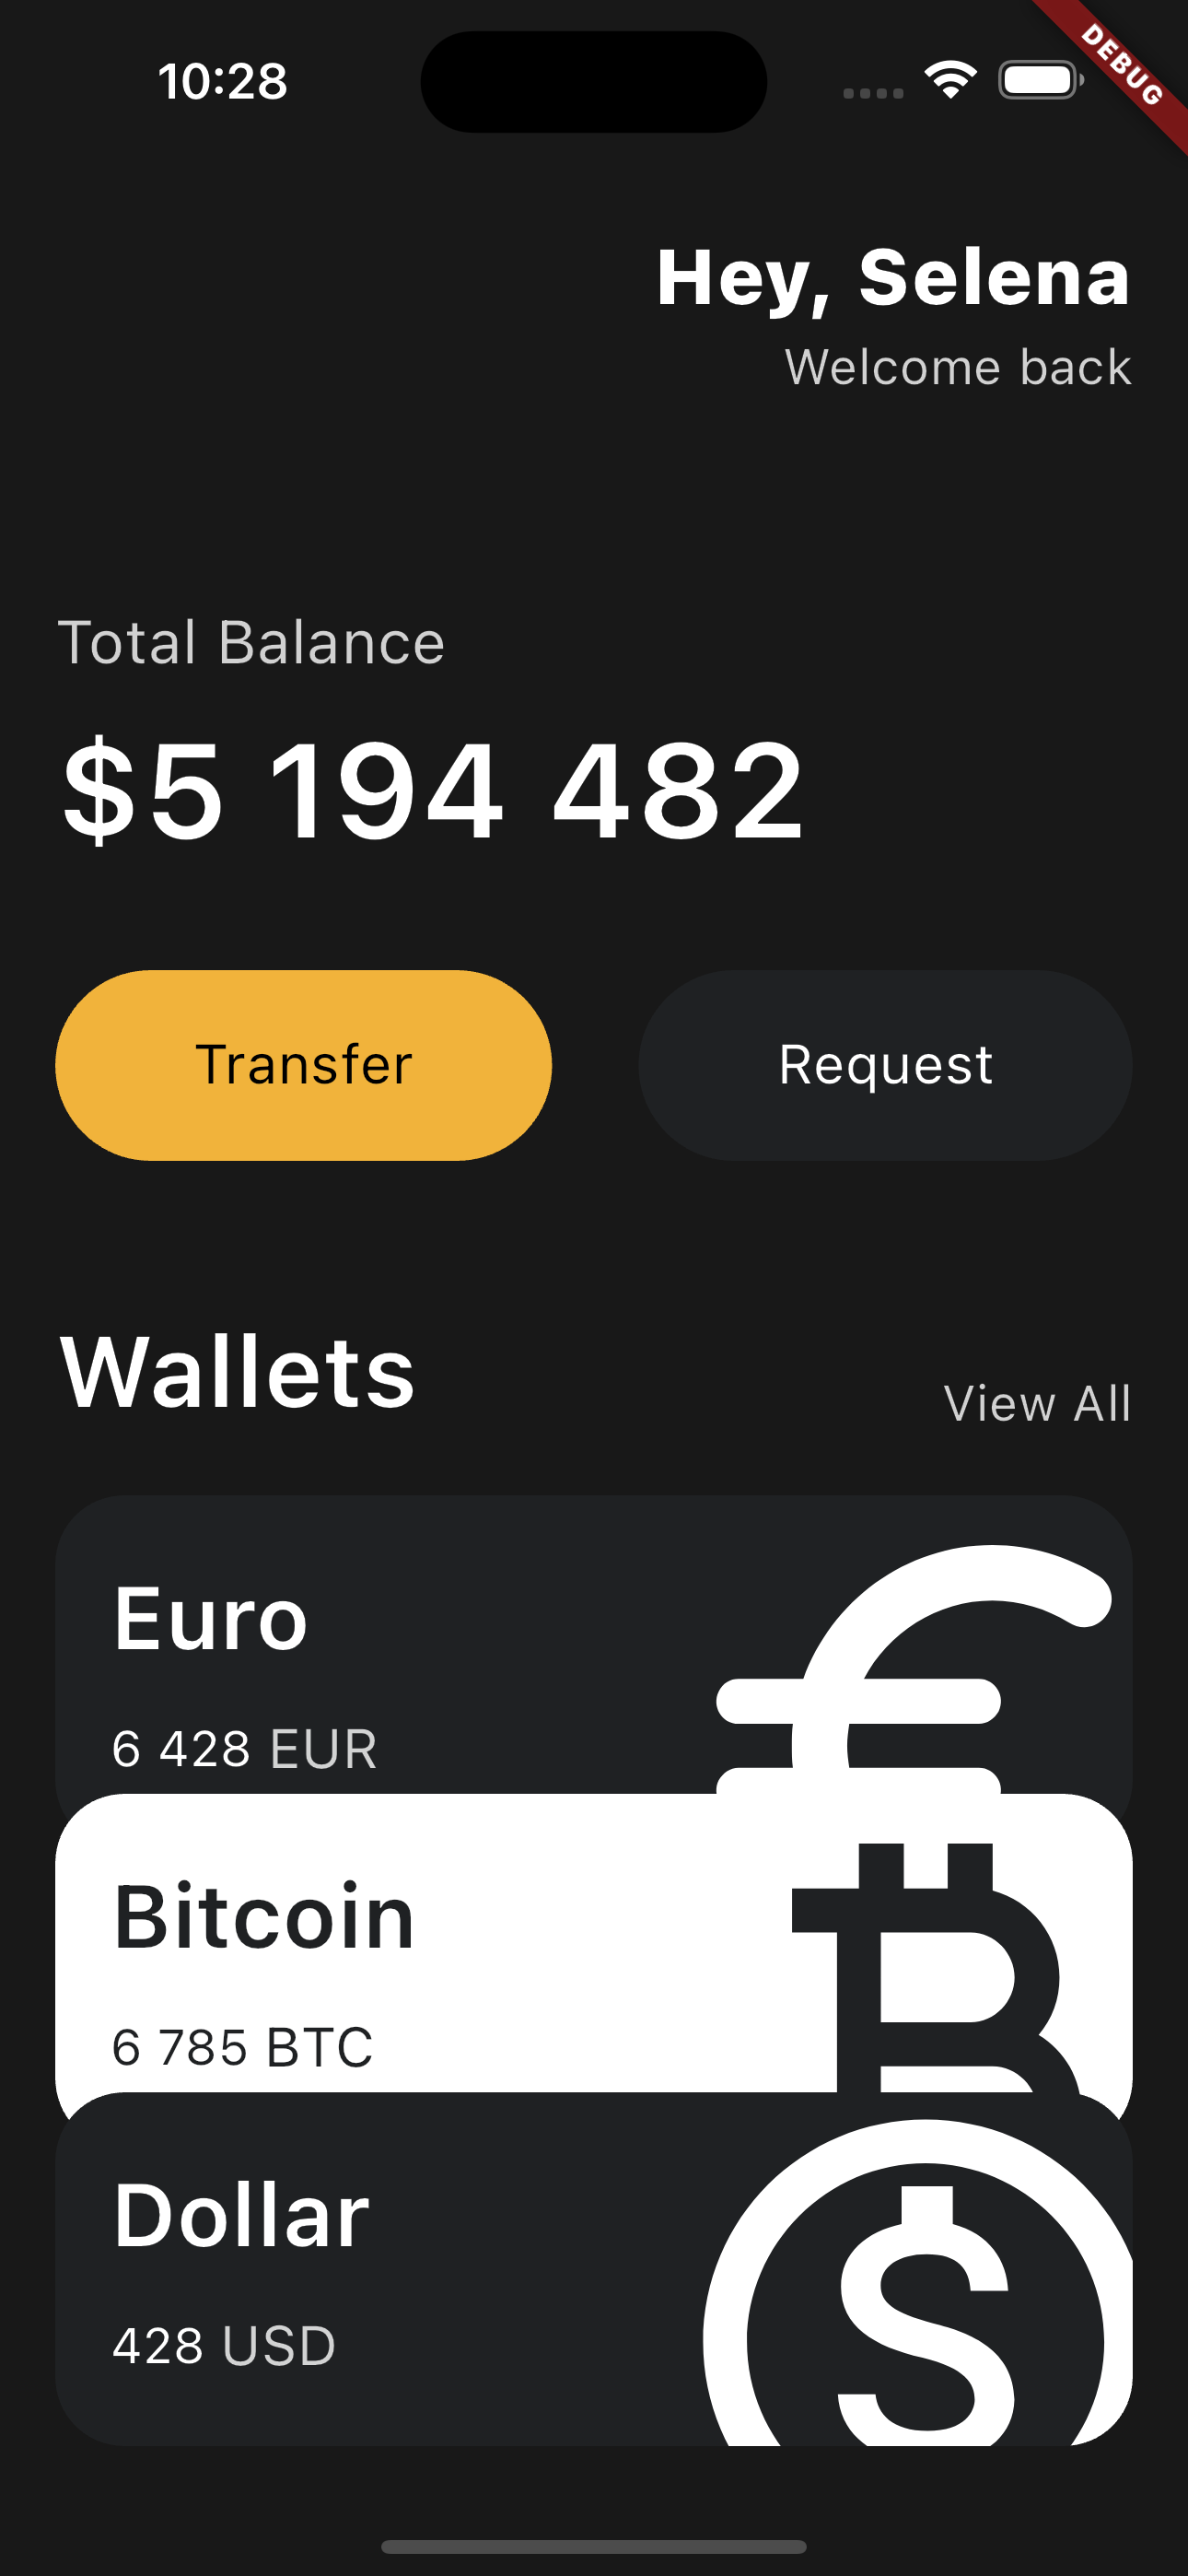 10:28
DEBUG
Hey, Selena
Welcome back
Total Balance
$5 194 482
Transfer
Request
Wallets
View All
Euro
6 428 EUR
Bitcoin
6 785 BTC
Dollar
428 USD